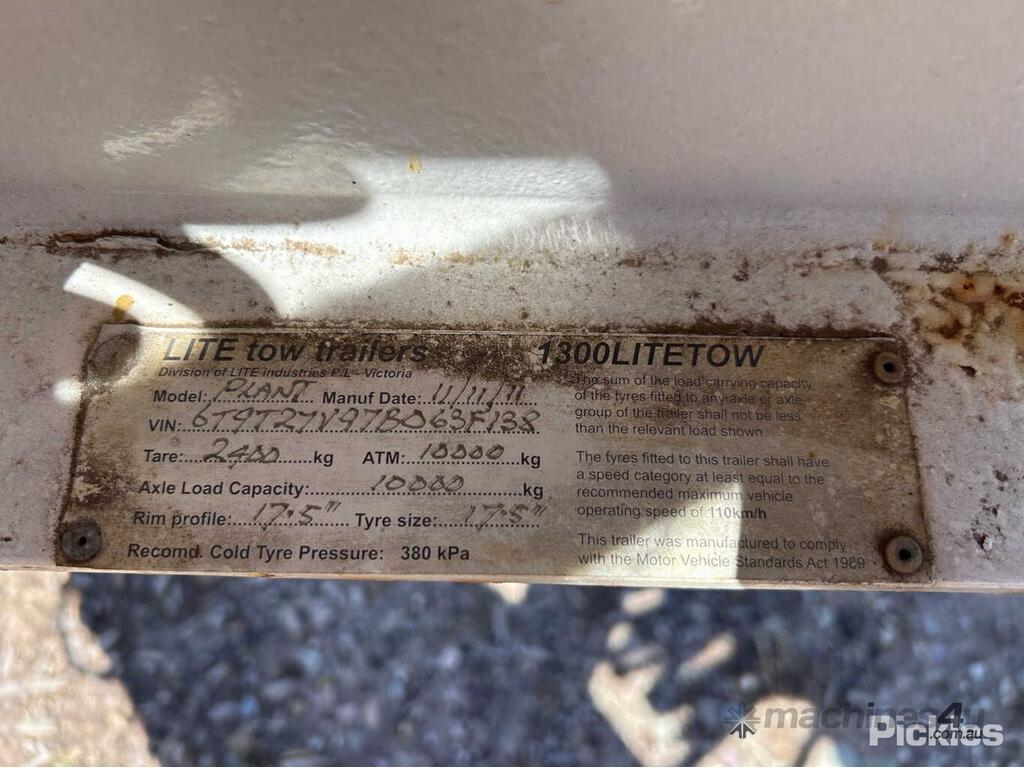 LITE tow trailers
1300LITETOW
Division of LITE industries P/L - Victoria
Model: PLANT Manuf Date: 11/11/11
VIN: 6T9T27V97B063F138
Tare: 2400 kg ATM: 10000 kg
Axle Load Capacity: 10000 kg
Rim profile: 17.5" Tyre size: 17.5"
Recomd. Cold Tyre Pressure: 380 kPa
The sum of the load carrying capacity
of the tyres fitted to any axle or axle
group of the trailer shall not be less
than the relevant load shown.
The tyres fitted to this trailer shall have
a speed category at least equal to the
recommended maximum vehicle
operating speed of 110km/h
This trailer was manufactured to comply
with the Motor Vehicle Standards Act 1989
machines4u
.com.au
Pickles